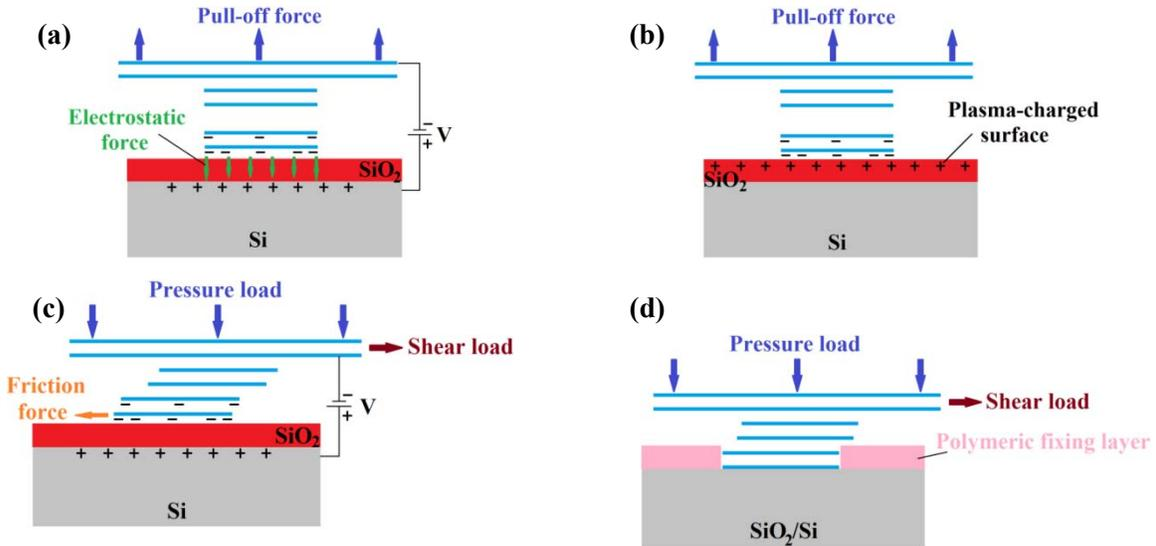 (a)
Pull-off force
Electrostatic
force
SiO2
− + V
+ + + + + + + +
Si
(b)
Pull-off force
Plasma-charged
surface
+ + + + + + + + + +
SiO2
Si
(c)
Pressure load
Shear load
Friction
force
− + V
SiO2
+ + + + + + + +
Si
(d)
Pressure load
Shear load
Polymeric fixing layer
SiO2/Si